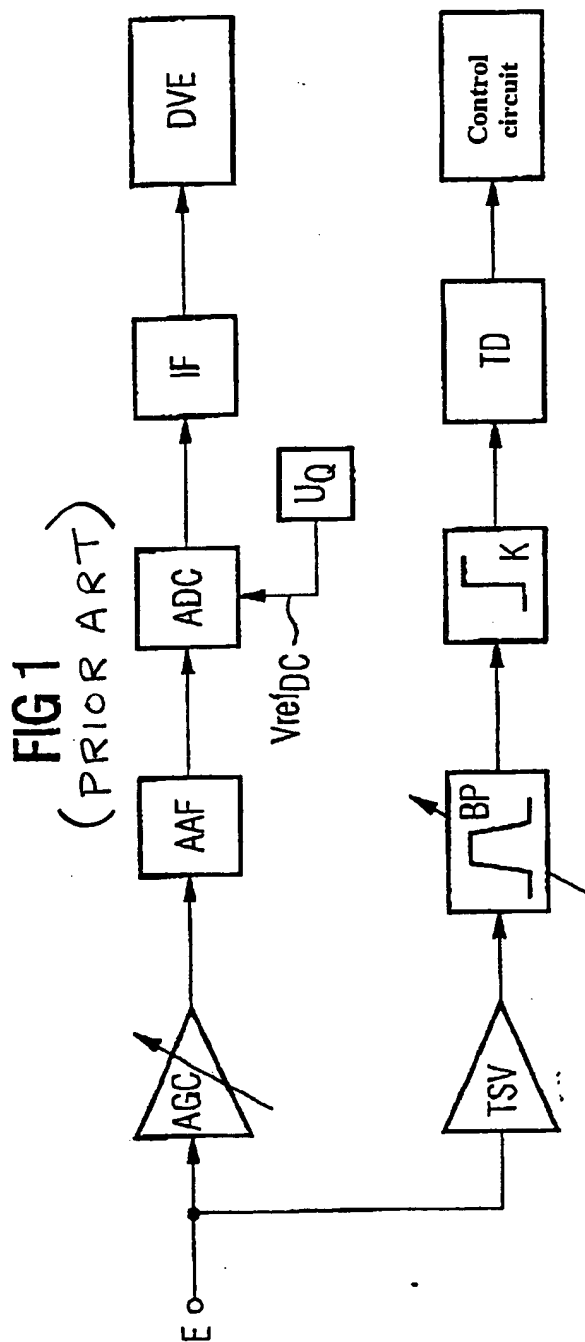 FIG 1
(PRIOR ART)
E
AGC
AAF
ADC
IF
DVE
VrefDC
UQ
TSV
BP
K
TD
Control
circuit